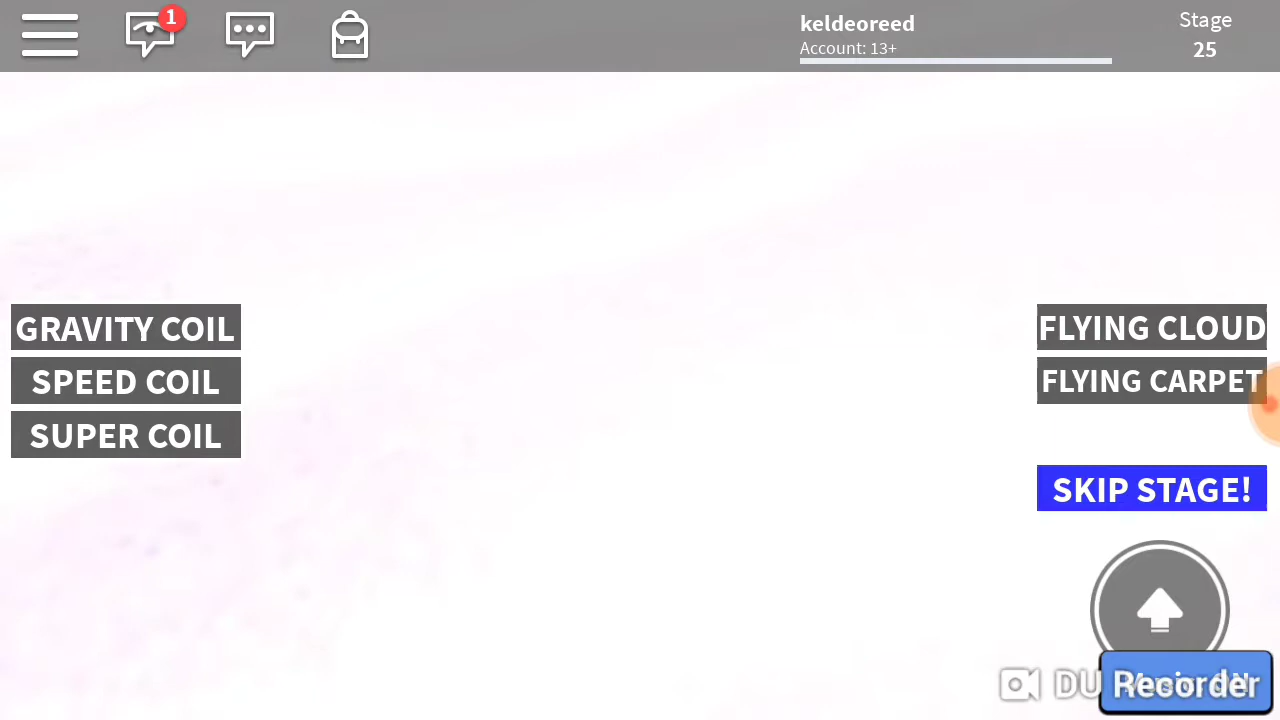 1
keldeoreed
Account: 13+
Stage
25
GRAVITY COIL
SPEED COIL
SUPER COIL
FLYING CLOUD
FLYING CARPET
SKIP STAGE!
DU Recorder